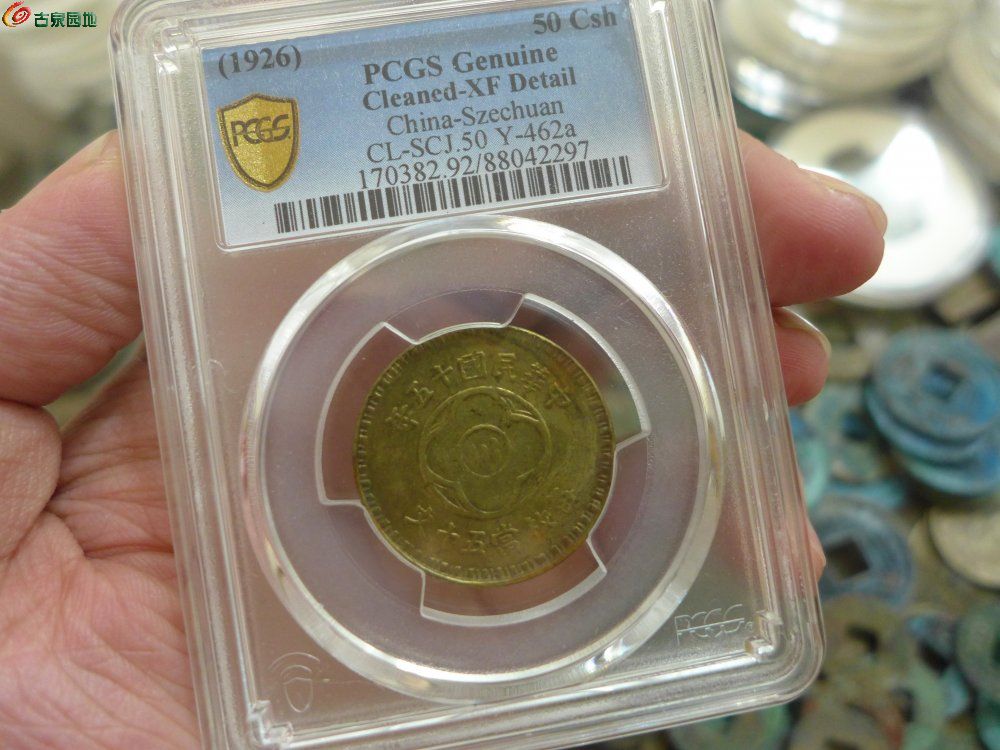 古泉园地
(1926)
50 Csh
PCGS Genuine
Cleaned-XF Detail
China-Szechuan
CL-SCJ.50 Y-462a
170382.92/88042297
PCGS
中華民國十五年
當五十文
PCGS